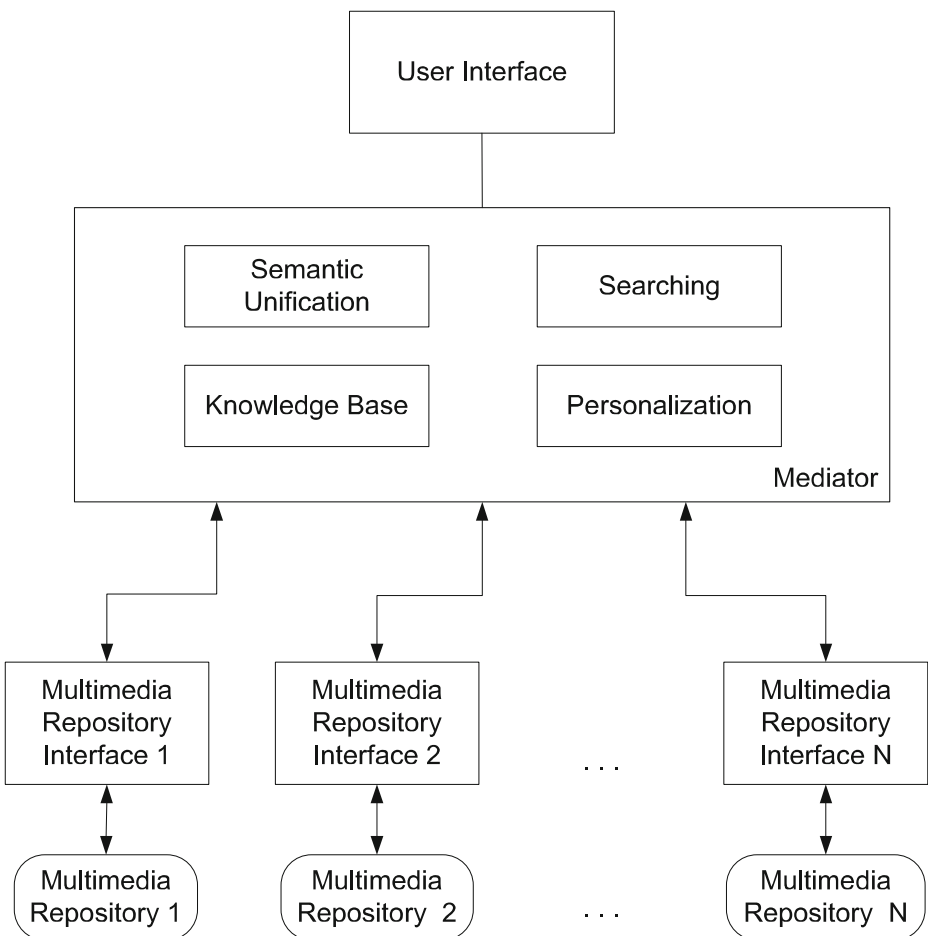 User Interface
Semantic
Unification
Searching
Knowledge Base
Personalization
Mediator
Multimedia
Repository
Interface 1
Multimedia
Repository
Interface 2
. . .
Multimedia
Repository
Interface N
Multimedia
Repository 1
Multimedia
Repository 2
. . .
Multimedia
Repository N